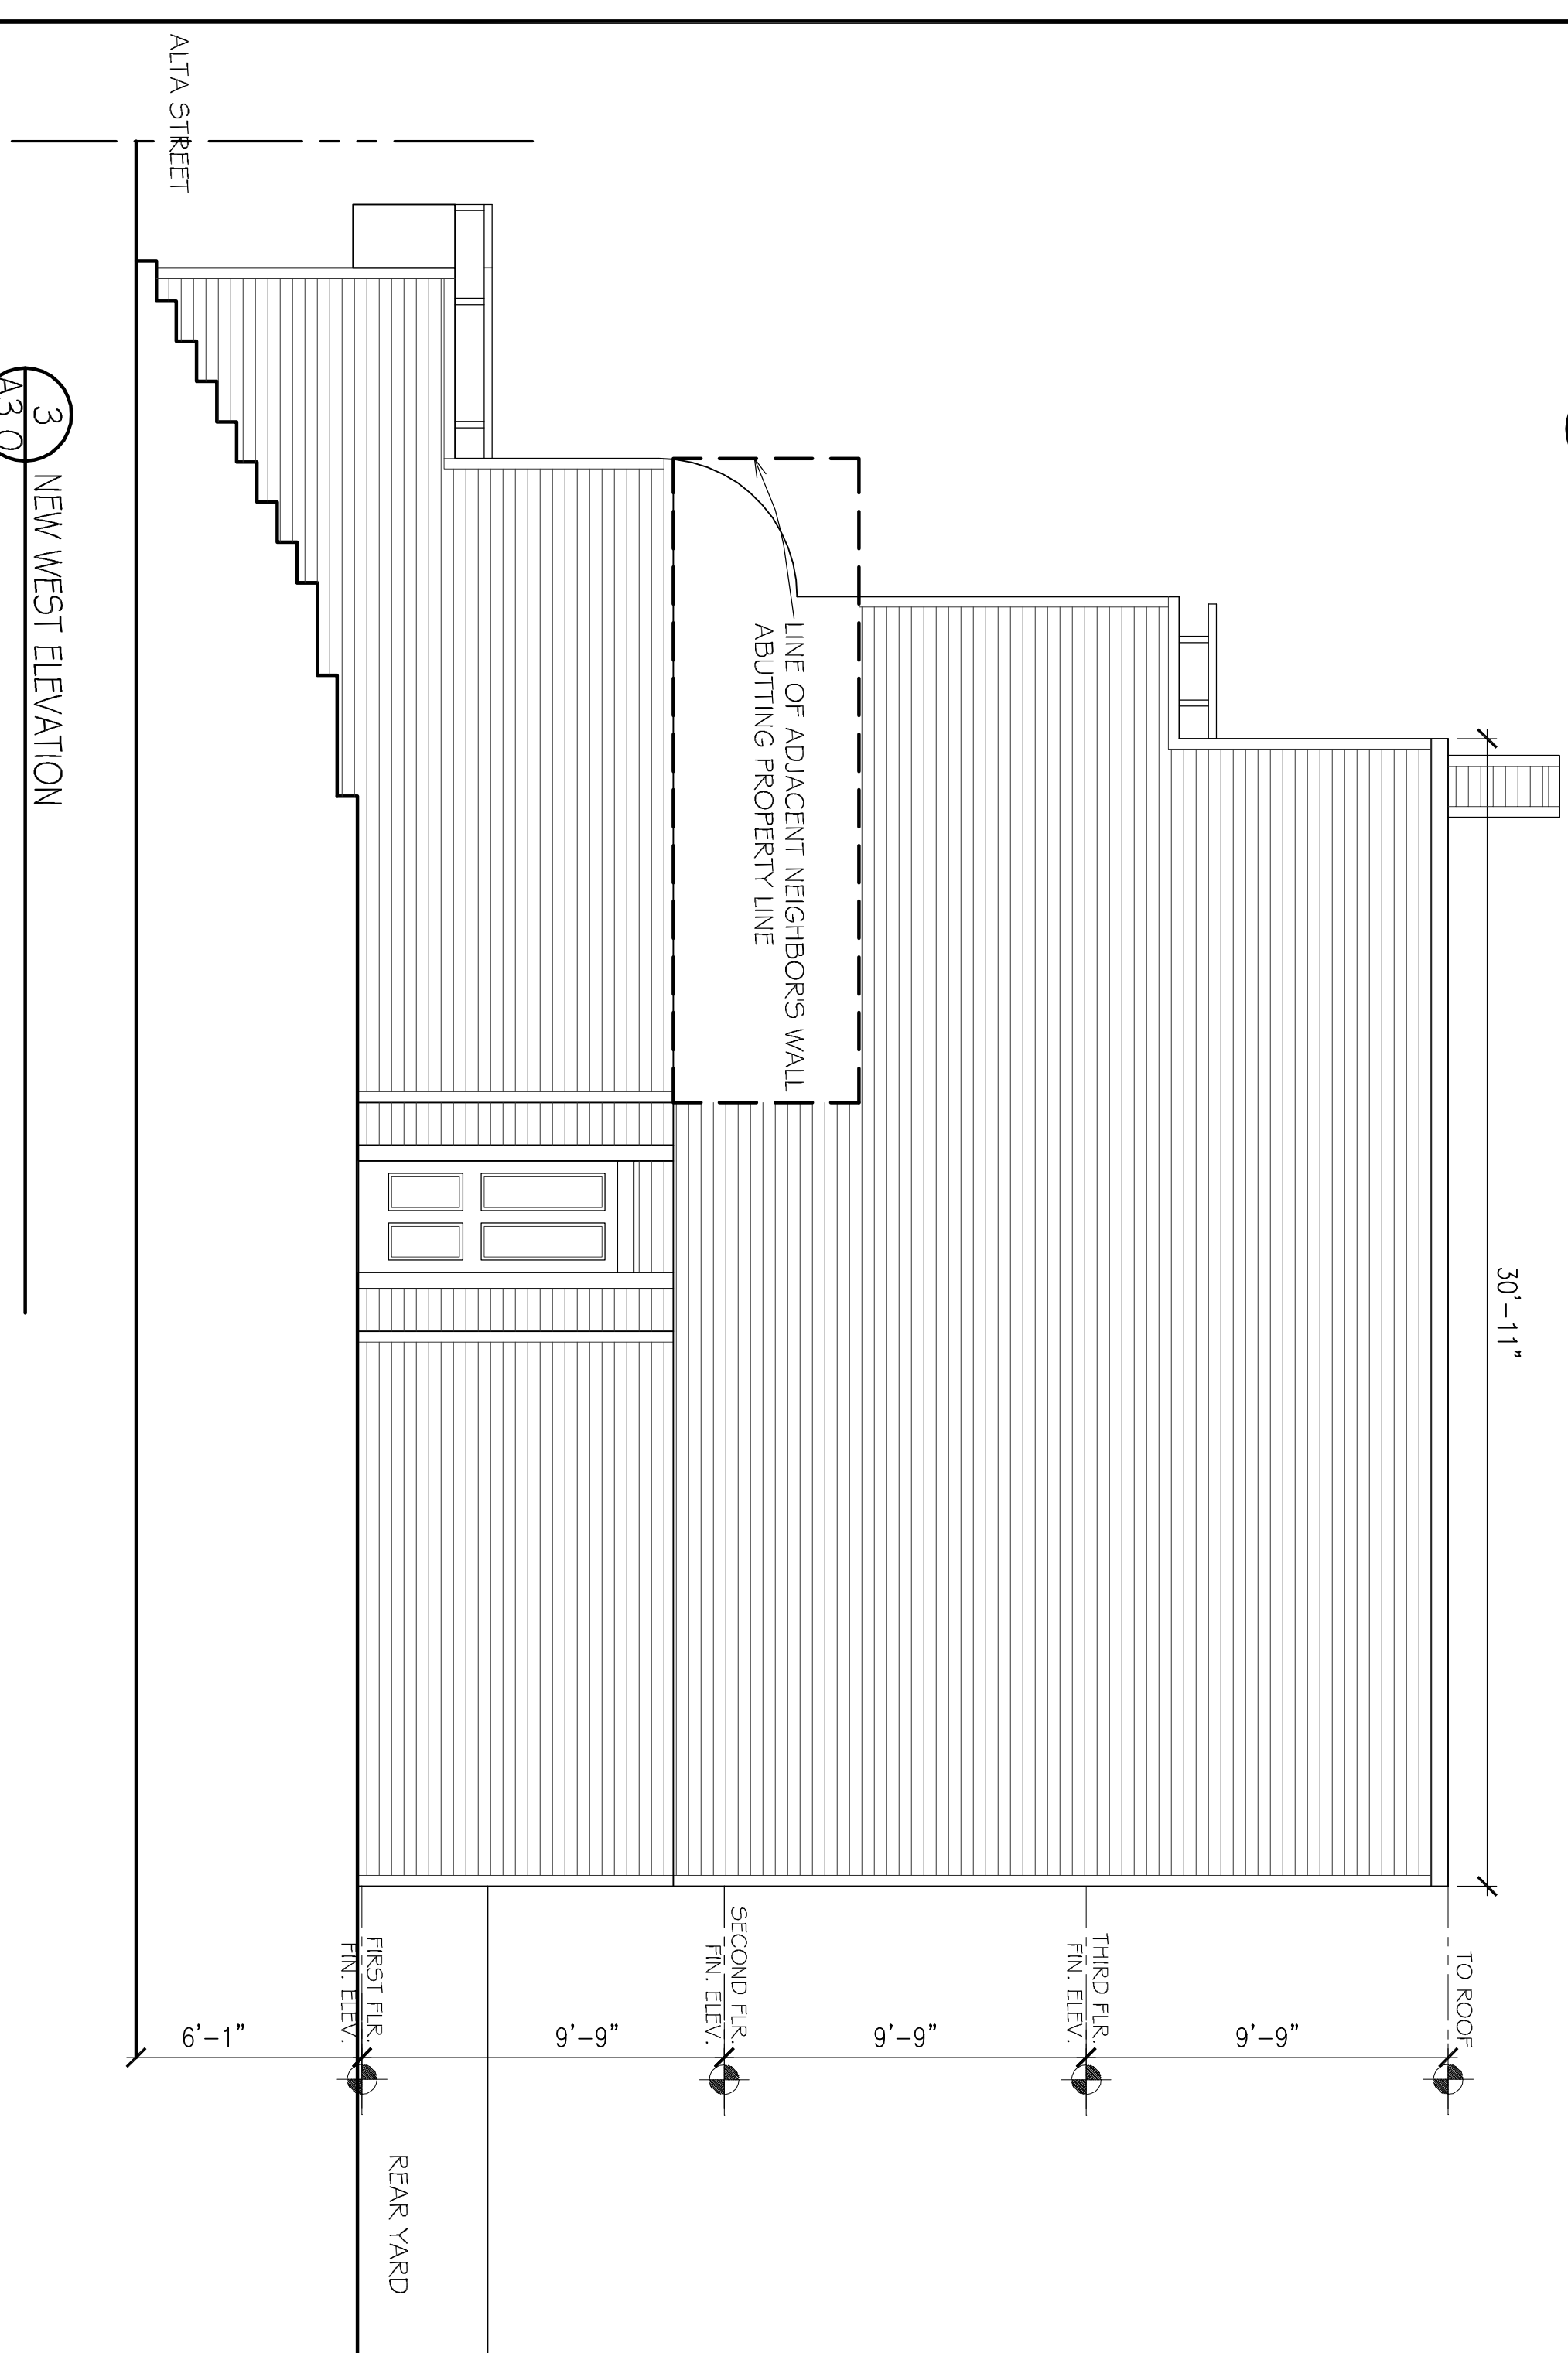 30'-11"
TO ROOF
9'-9"
THIRD FLR.
FIN. ELEV.
9'-9"
LINE OF ADJACENT NEIGHBOR'S WALL
ABUTTING PROPERTY LINE
SECOND FLR.
FIN. ELEV.
9'-9"
FIRST FLR.
FIN. ELEV.
REAR YARD
6'-1"
ALTA STREET
3
A3.0
NEW WEST ELEVATION